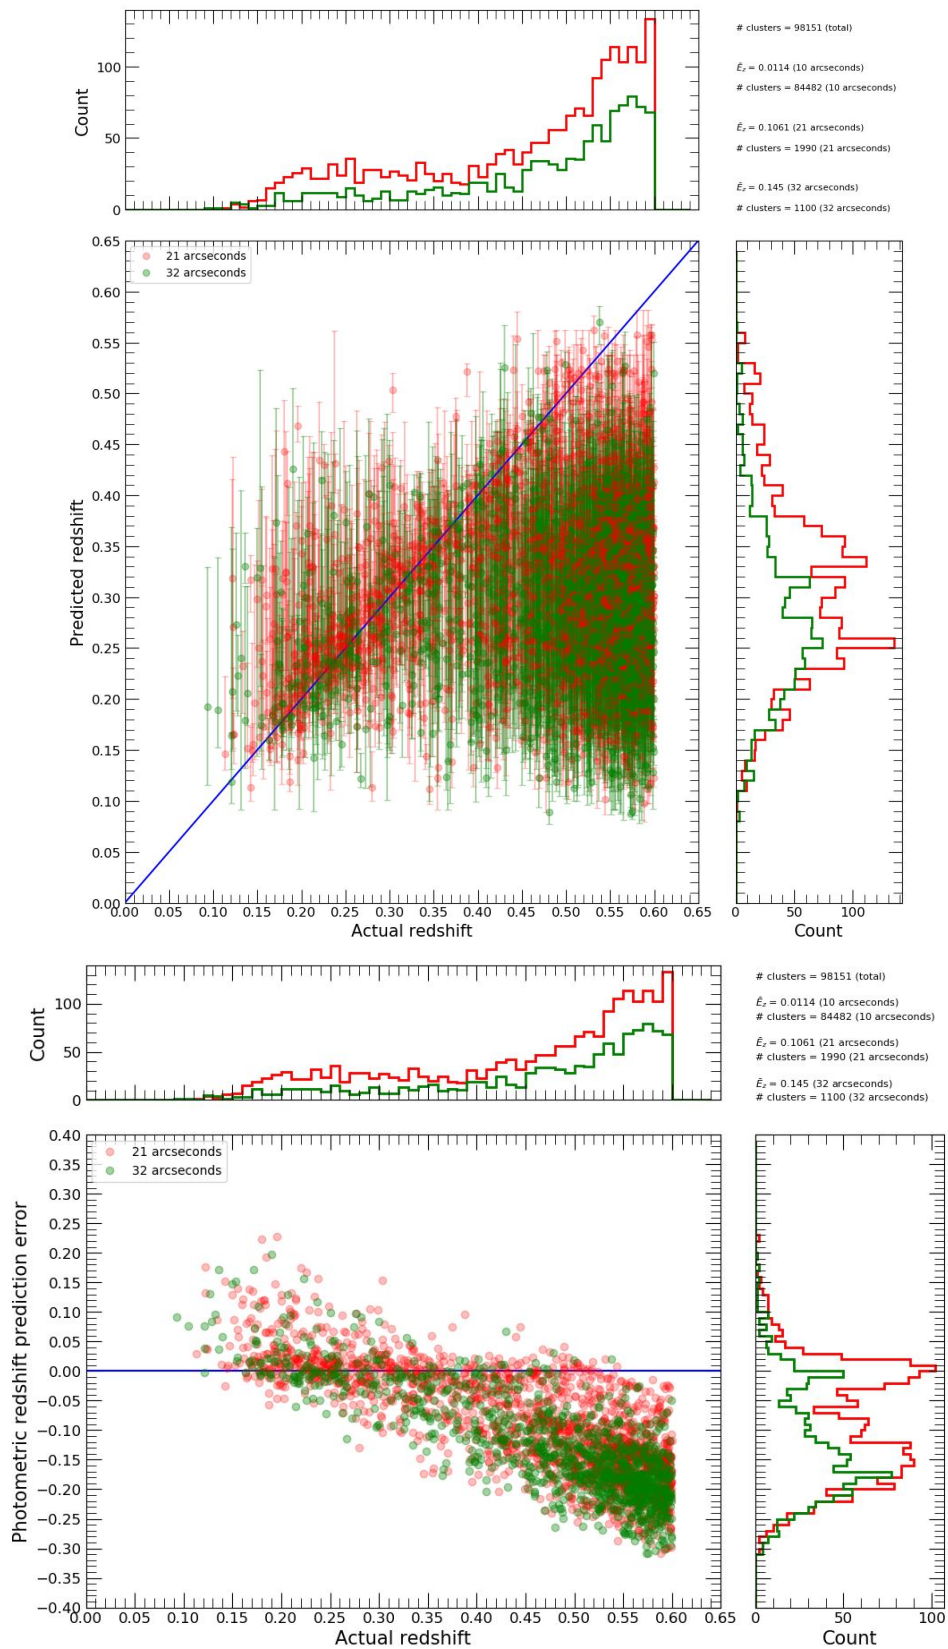 # clusters = 98151 (total)
Ē_z = 0.0114 (10 arcseconds)
# clusters = 84482 (10 arcseconds)
Ē_z = 0.1061 (21 arcseconds)
# clusters = 1990 (21 arcseconds)
Ē_z = 0.145 (32 arcseconds)
# clusters = 1100 (32 arcseconds)
Count
100
50
0
21 arcseconds
32 arcseconds
Predicted redshift
0.65
0.60
0.55
0.50
0.45
0.40
0.35
0.30
0.25
0.20
0.15
0.10
0.05
0.00
0.00 0.05 0.10 0.15 0.20 0.25 0.30 0.35 0.40 0.45 0.50 0.55 0.60 0.65
Actual redshift
0 50 100
Count
# clusters = 98151 (total)
Ē_z = 0.0114 (10 arcseconds)
# clusters = 84482 (10 arcseconds)
Ē_z = 0.1061 (21 arcseconds)
# clusters = 1990 (21 arcseconds)
Ē_z = 0.145 (32 arcseconds)
# clusters = 1100 (32 arcseconds)
Count
100
50
0
21 arcseconds
32 arcseconds
Photometric redshift prediction error
0.40
0.35
0.30
0.25
0.20
0.15
0.10
0.05
0.00
−0.05
−0.10
−0.15
−0.20
−0.25
−0.30
−0.35
−0.40
0.00 0.05 0.10 0.15 0.20 0.25 0.30 0.35 0.40 0.45 0.50 0.55 0.60 0.65
Actual redshift
0 50 100
Count